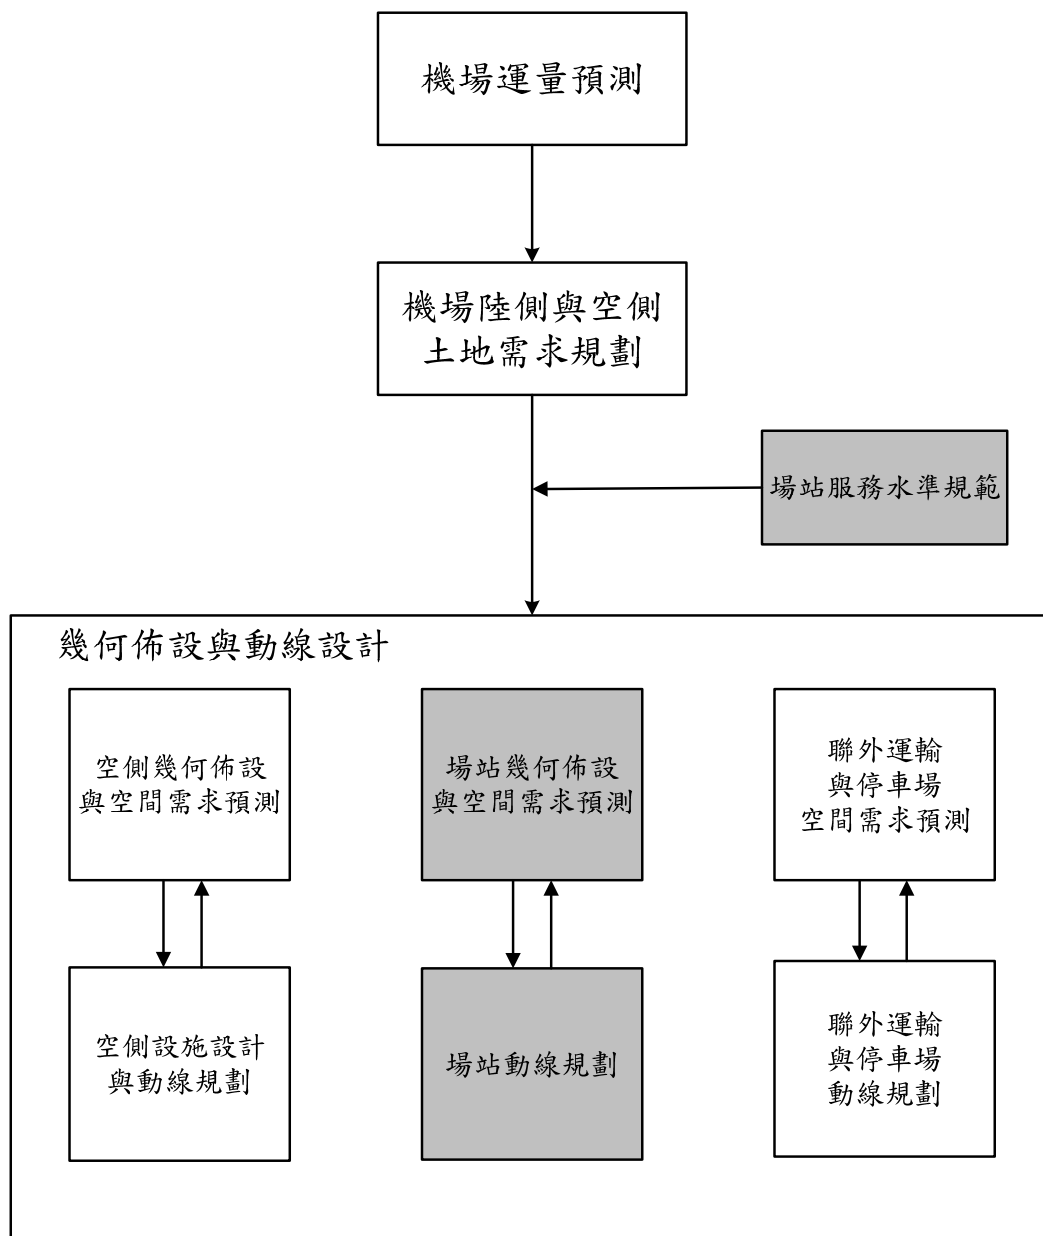 機場運量預測
機場陸側與空側
土地需求規劃
場站服務水準規範
幾何佈設與動線設計
空側幾何佈設
與空間需求預測
場站幾何佈設
與空間需求預測
聯外運輸
與停車場
空間需求預測
空側設施設計
與動線規劃
場站動線規劃
聯外運輸
與停車場
動線規劃